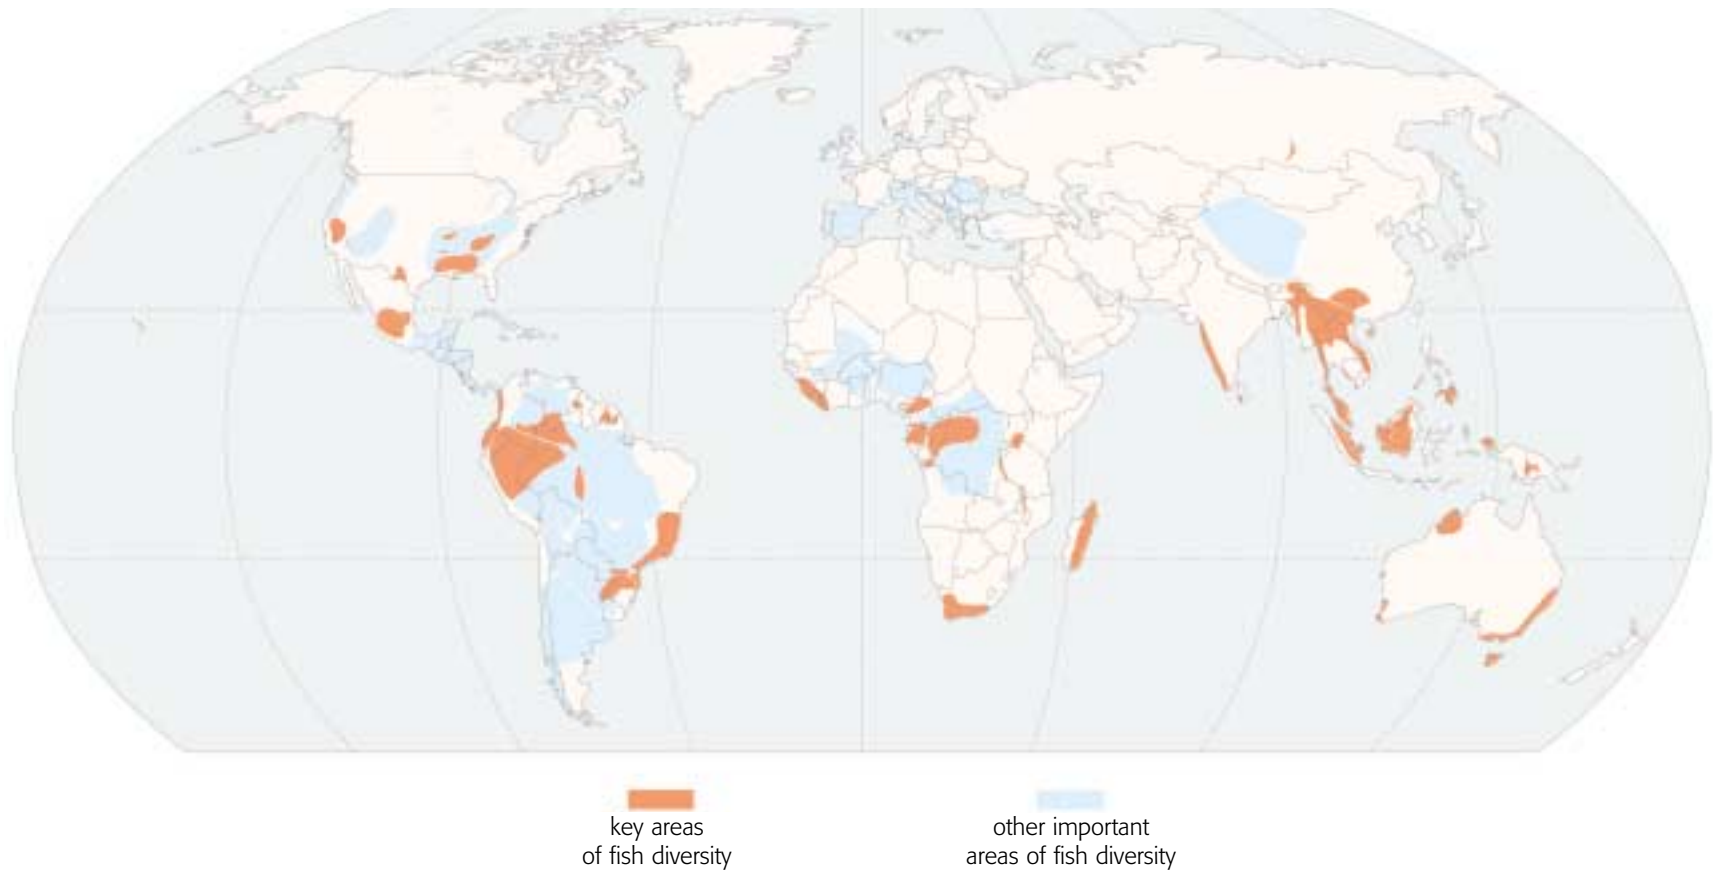 key areas
of fish diversity
other important
areas of fish diversity